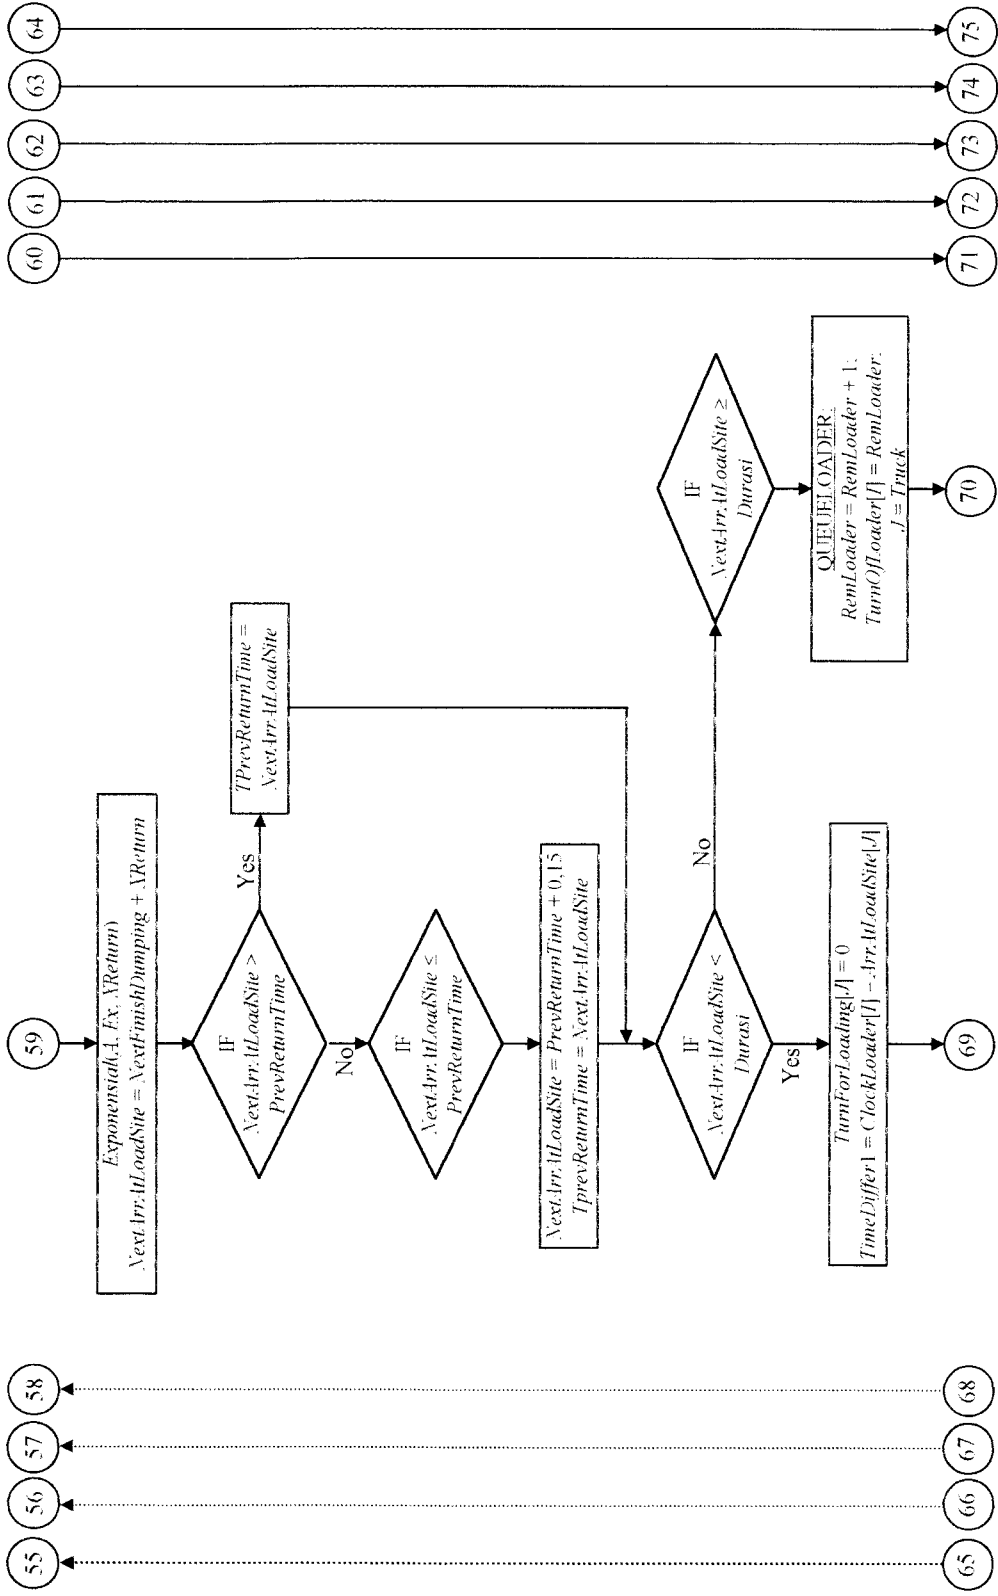 55
56
57
58
59
60
61
62
63
64
Exponensial(A, Ex, XReturn)
NextArrAtLoadSite = NextFinishDumping + XReturn
IF
NextArrAtLoadSite >
PrevReturnTime
Yes
TPrevReturnTime =
NextArrAtLoadSite
No
IF
NextArrAtLoadSite ≤
PrevReturnTime
NextArrAtLoadSite = PrevReturnTime + 0,15
TprevReturnTime = NextArrAtLoadSite
IF
NextArrAtLoadSite <
Durasi
No
IF
NextArrAtLoadSite ≥
Durasi
Yes
TurnForLoading[J] = 0
TimeDiffer1 = ClockLoader[I] – ArrAtLoadSite[J]
QUEUELOADER:
RemLoader = RemLoader + 1;
TurnOfLoader[I] = RemLoader;
J = Truck
65
66
67
68
69
70
71
72
73
74
75